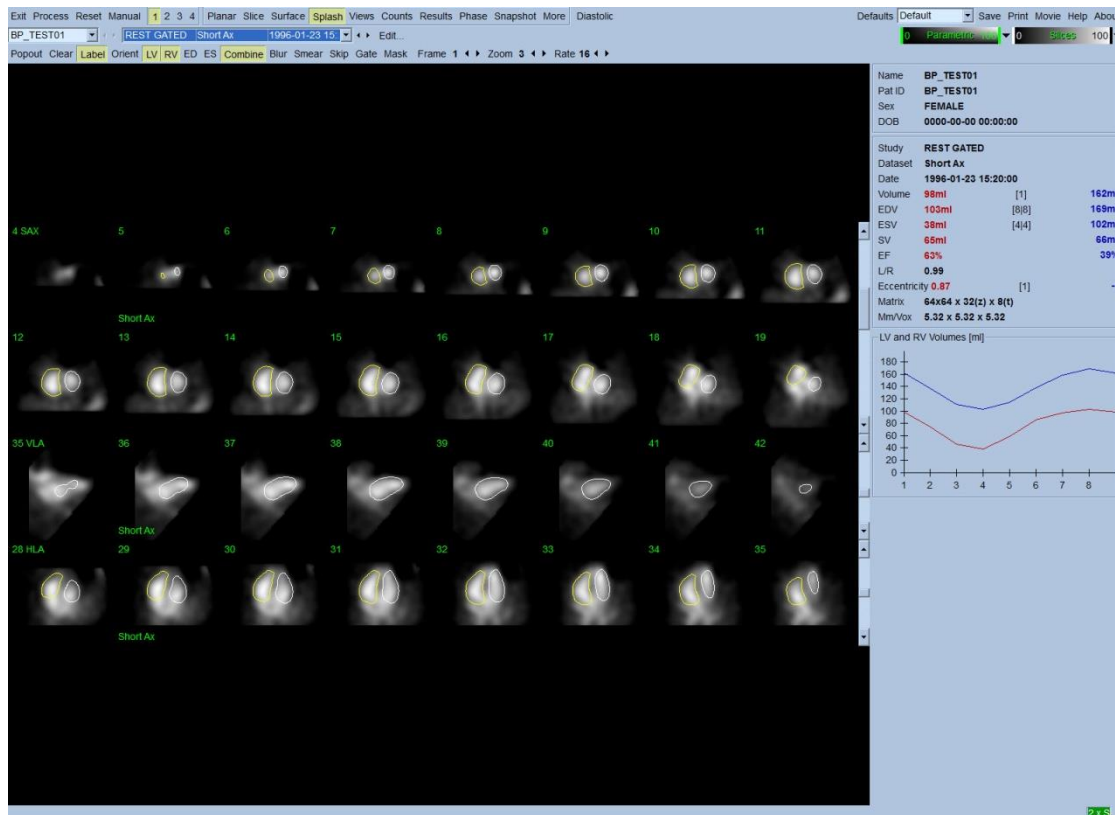 Exit Process Reset Manual 1 2 3 4 Planar Slice Surface Splash Views Counts Results Phase Snapshot More Diastolic Defaults Default Save Print Movie Help Abou
BP_TEST01 REST GATED Short Ax 1996-01-23 15: Edit... 0 Parametric 100 0 Slices 100
Popout Clear Label Orient LV RV ED ES Combine Blur Smear Skip Gate Mask Frame 1 Zoom 3 Rate 16
Name BP_TEST01
Pat ID BP_TEST01
Sex FEMALE
DOB 0000-00-00 00:00:00
Study REST GATED
Dataset Short Ax
Date 1996-01-23 15:20:00
Volume 98ml [1] 162m
EDV 103ml [8|8] 169m
ESV 38ml [4|4] 102m
SV 65ml 66m
EF 63% 39%
L/R 0.99
Eccentricity 0.87 [1] -
Matrix 64x64 x 32(z) x 8(t)
Mm/Vox 5.32 x 5.32 x 5.32
LV and RV Volumes [ml]
180
160
140
120
100
80
60
40
20
0
1 2 3 4 5 6 7 8
4 SAX 5 6 7 8 9 10 11
Short Ax
12 13 14 15 16 17 18 19
35 VLA 36 37 38 39 40 41 42
Short Ax
28 HLA 29 30 31 32 33 34 35
Short Ax
2 x S